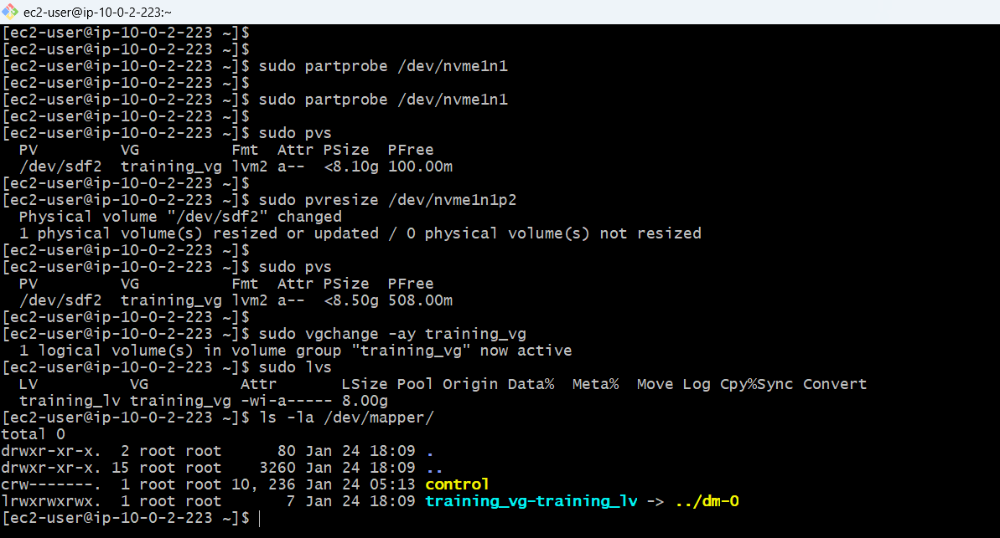 ec2-user@ip-10-0-2-223:~
[ec2-user@ip-10-0-2-223 ~]$
[ec2-user@ip-10-0-2-223 ~]$
[ec2-user@ip-10-0-2-223 ~]$ sudo partprobe /dev/nvme1n1
[ec2-user@ip-10-0-2-223 ~]$
[ec2-user@ip-10-0-2-223 ~]$ sudo partprobe /dev/nvme1n1
[ec2-user@ip-10-0-2-223 ~]$
[ec2-user@ip-10-0-2-223 ~]$ sudo pvs
  PV         VG          Fmt  Attr PSize  PFree
  /dev/sdf2  training_vg lvm2 a--  <8.10g 100.00m
[ec2-user@ip-10-0-2-223 ~]$
[ec2-user@ip-10-0-2-223 ~]$ sudo pvresize /dev/nvme1n1p2
  Physical volume "/dev/sdf2" changed
  1 physical volume(s) resized or updated / 0 physical volume(s) not resized
[ec2-user@ip-10-0-2-223 ~]$
[ec2-user@ip-10-0-2-223 ~]$ sudo pvs
  PV         VG          Fmt  Attr PSize  PFree
  /dev/sdf2  training_vg lvm2 a--  <8.50g 508.00m
[ec2-user@ip-10-0-2-223 ~]$
[ec2-user@ip-10-0-2-223 ~]$ sudo vgchange -ay training_vg
  1 logical volume(s) in volume group "training_vg" now active
[ec2-user@ip-10-0-2-223 ~]$ sudo lvs
  LV          VG          Attr       LSize Pool Origin Data%  Meta%  Move Log Cpy%Sync Convert
  training_lv training_vg -wi-a----- 8.00g
[ec2-user@ip-10-0-2-223 ~]$ ls -la /dev/mapper/
total 0
drwxr-xr-x.  2 root root      80 Jan 24 18:09 .
drwxr-xr-x. 15 root root    3260 Jan 24 18:09 ..
crw-------.  1 root root 10, 236 Jan 24 05:13 control
lrwxrwxrwx.  1 root root       7 Jan 24 18:09 training_vg-training_lv -> ../dm-0
[ec2-user@ip-10-0-2-223 ~]$